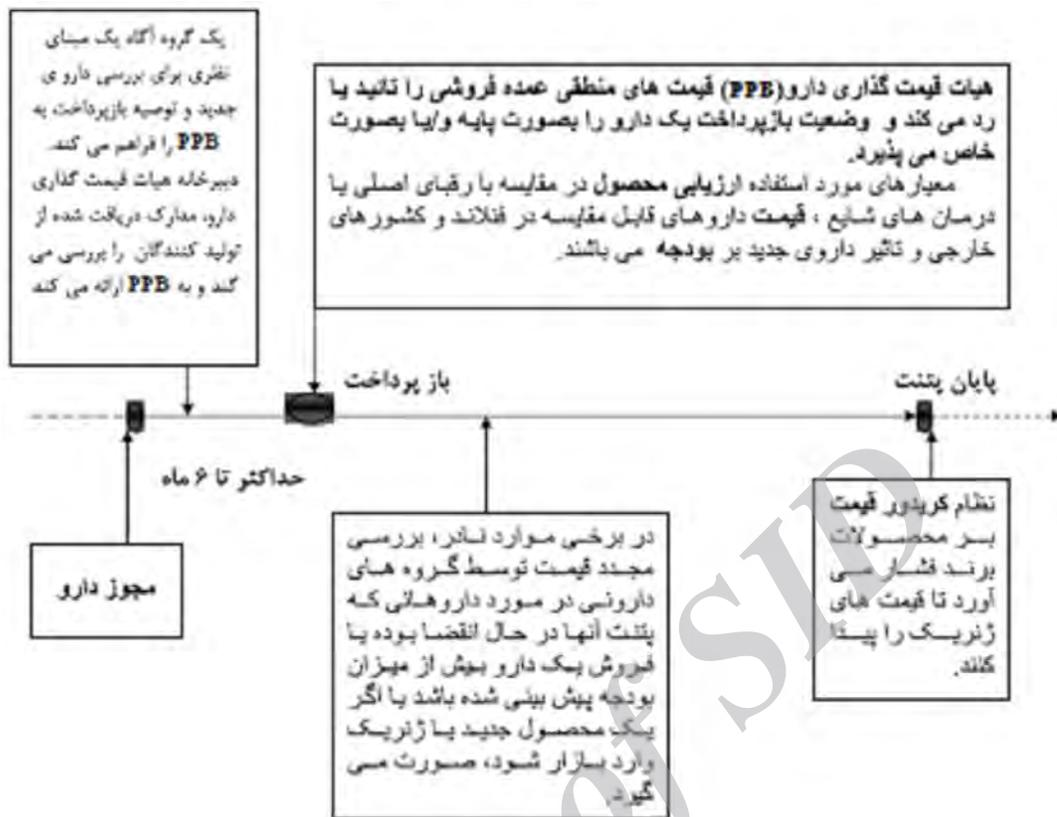 یک گروه آگاه یک مبنای
نظری برای بررسی دارو ی
جدید و توصیه بازپرداخت به
PPB را فراهم می کند.
دبیرخانه هیات قیمت گذاری
دارو، مدارک دریافت شده از
تولید کنندگان را بررسی می
کند و به PPB ارائه می کند
هیات قیمت گذاری دارو(PPB) قیمت های منطقی عمده فروشی را تائید یا
رد می کند و وضعیت بازپرداخت یک دارو را بصورت پایه و/یا بصورت
خاص می پذیرد.
معیارهای مورد استفاده ارزیابی محصول در مقایسه با رقبای اصلی یا
درمان های شایع ، قیمت داروهای قابل مقایسه در فنلاند و کشورهای
خارجی و تاثیر داروی جدید بر بودجه می باشند.
باز پرداخت
پایان پتنت
حداکثر تا ۶ ماه
مجوز دارو
در برخی موارد نادر، بررسی
مجدد قیمت توسط گروه های
داروئی در مورد داروهائی که
پتنت آنها در حال انقضا بوده یا
فروش یک دارو بیش از میزان
بودجه پیش بینی شده باشد یا اگر
یک محصول جدید یا ژنریک
وارد بازار شود، صورت می
گیرد.
نظام کریدور قیمت
بر محصولات
برند فشار می
آورد تا قیمت های
ژنریک را پیدا
کنند.
of SID